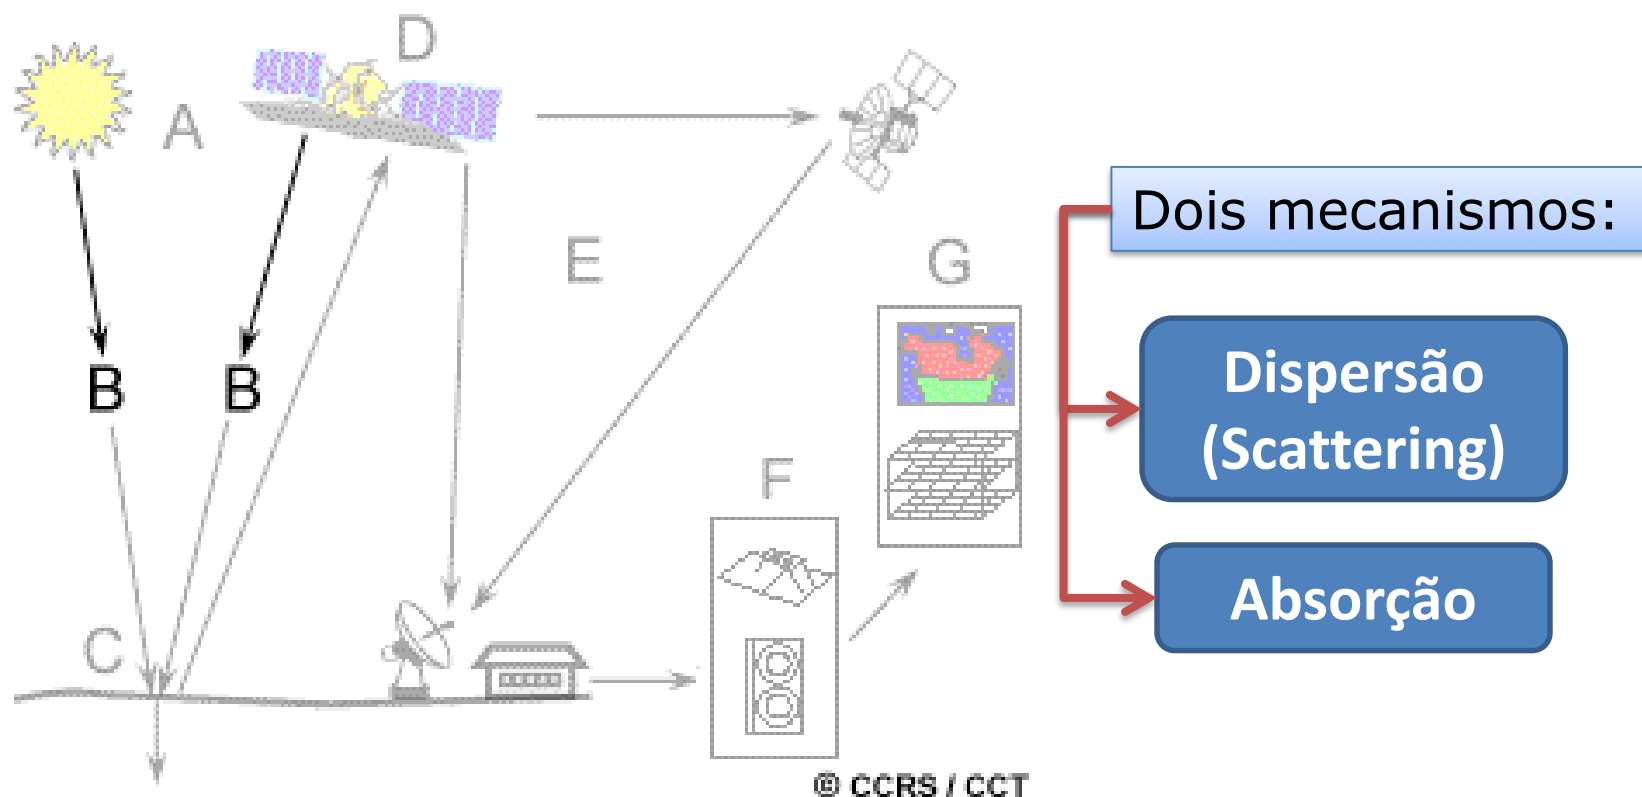 D
A
E
G
B
B
F
C
© CCRS / CCT
Dois mecanismos:
Dispersão
(Scattering)
Absorção